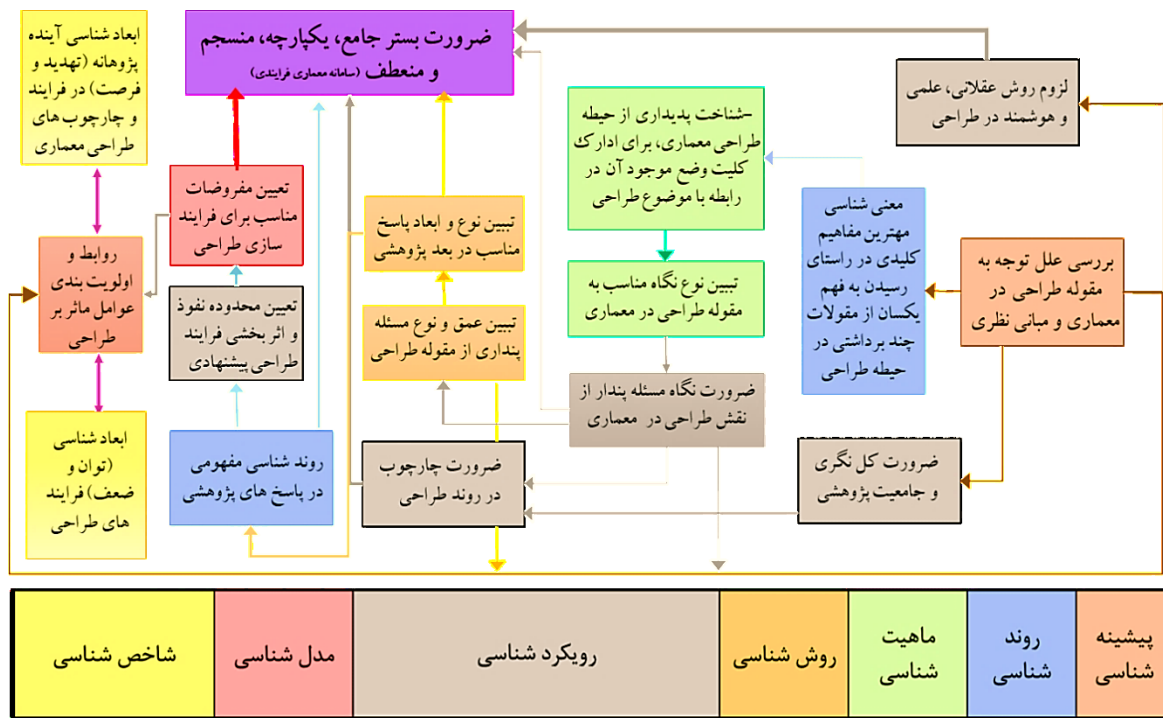 ضرورت بستر جامع، یکپارچه، منسجم
و منعطف (سامانه معماری فرایندی)
لزوم روش عقلانی، علمی
و هوشمند در طراحی
بررسی علل توجه به
مقوله طراحی در
معماری و مبانی نظری
معنی شناسی
مهترین مفاهیم
کلیدی در راستای
رسیدن به فهم
یکسان از مقولات
چند برداشتی در
حیطه طراحی
ضرورت کل نگری
و جامعیت پژوهشی
-شناخت پدیداری از حیطه
طراحی معماری، برای ادارک
کلیت وضع موجود آن در
رابطه با موضوع طراحی
تبیین نوع نگاه مناسب به
مقوله طراحی در معماری
ضرورت نگاه مسئله پندار از
نقش طراحی در معماری
تبیین نوع و ابعاد پاسخ
مناسب در بعد پژوهشی
تبیین عمق و نوع مسئله
پنداری از مقوله طراحی
ضرورت چارچوب
در روند طراحی
تعیین مفروضات
مناسب برای فرایند
سازی طراحی
تعیین محدوده نفوذ
و اثر بخشی فرایند
طراحی پیشنهادی
روند شناسی مفهومی
در پاسخ های پژوهشی
ابعاد شناسی آینده
پژوهانه (تهدید و
فرصت) در فرایند
و چارچوب های
طراحی معماری
روابط و
اولویت بندی
عوامل ماثر بر
طراحی
ابعاد شناسی
(توان و
ضعف) فرایند
های طراحی
پیشینه
شناسی
روند
شناسی
ماهیت
شناسی
روش شناسی
رویکرد شناسی
مدل شناسی
شاخص شناسی